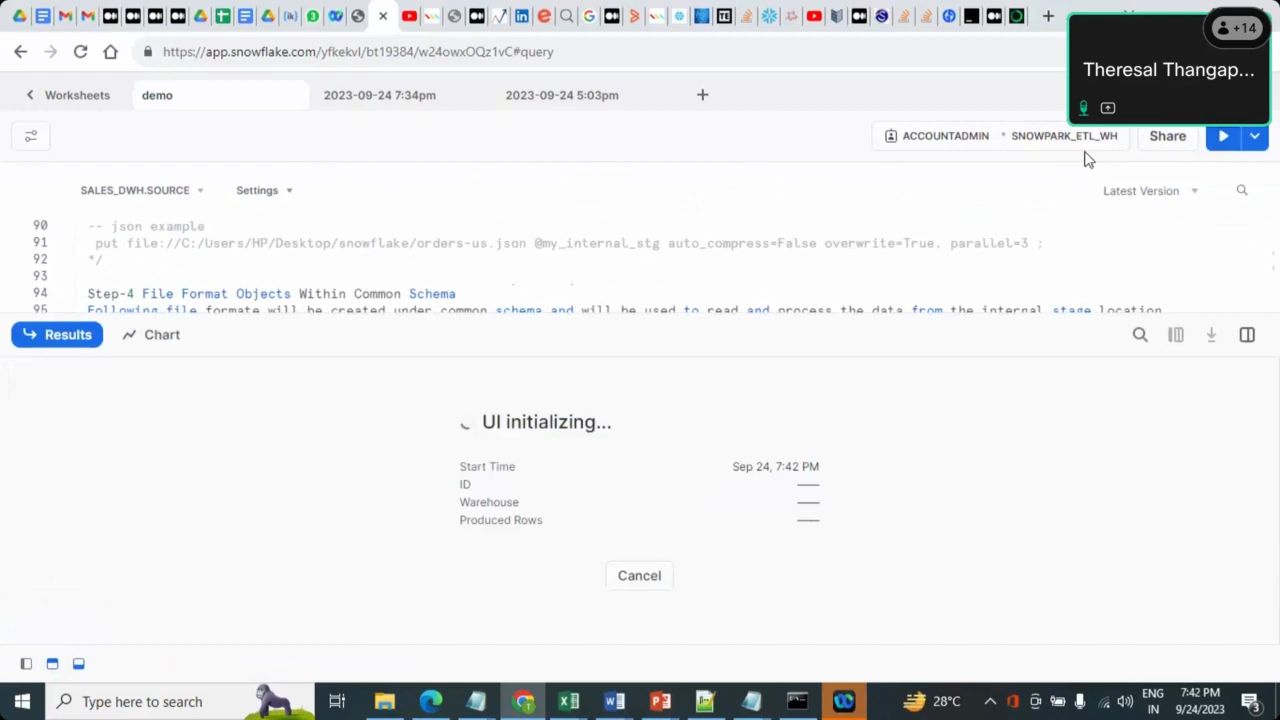 +14
https://app.snowflake.com/yfkekvl/bt19384/w24owxOQz1vC#query
Theresal Thangap...
Worksheets
demo
2023-09-24 7:34pm
2023-09-24 5:03pm
ACCOUNTADMIN
SNOWPARK_ETL_WH
Share
SALES_DWH.SOURCE
Settings
Latest Version
90 -- json example
91 put file://C:/Users/HP/Desktop/snowflake/orders-us.json @my_internal_stg auto_compress=False overwrite=True, parallel=3 ;
92 */
93
94 Step-4 File Format Objects Within Common Schema
95 Following file formate will be created under common schema and will be used to read and process the data from the internal stage location
Results
Chart
UI initializing...
Start Time Sep 24, 7:42 PM
ID
Warehouse
Produced Rows
Cancel
Type here to search
28°C
ENG
IN
7:42 PM
9/24/2023
3